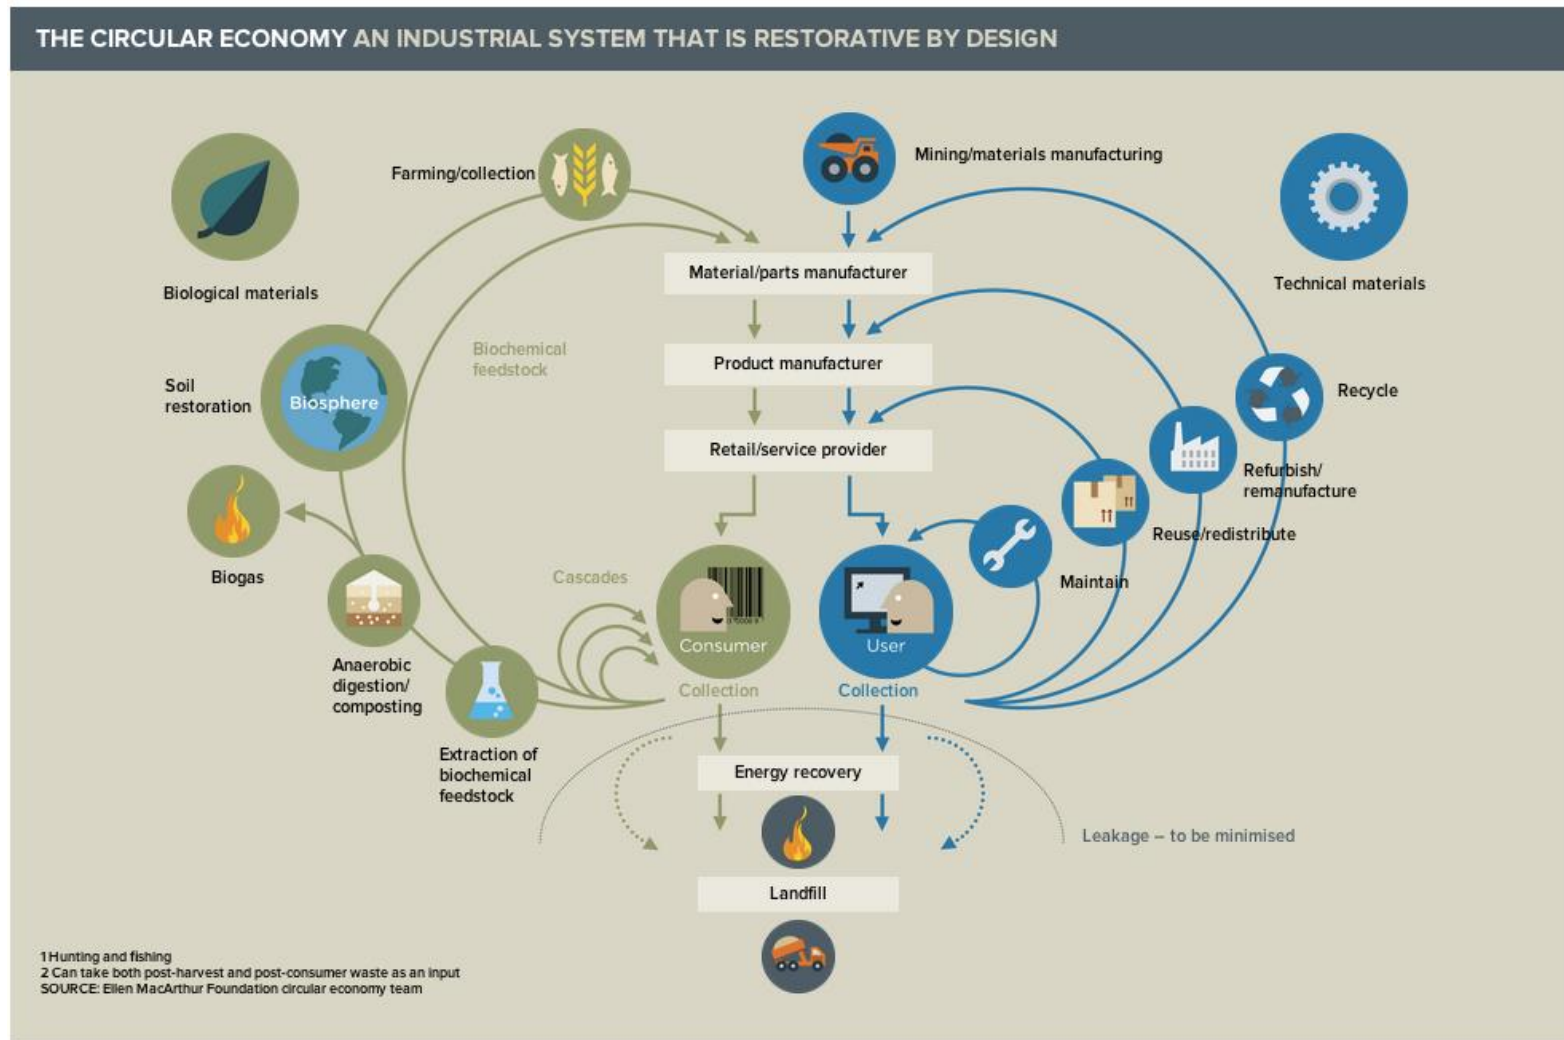 THE CIRCULAR ECONOMY AN INDUSTRIAL SYSTEM THAT IS RESTORATIVE BY DESIGN
Farming/collection
Mining/materials manufacturing
Biological materials
Technical materials
Material/parts manufacturer
Biochemical
feedstock
Product manufacturer
Soil
restoration
Biosphere
Recycle
Retail/service provider
Refurbish/
remanufacture
Reuse/redistribute
Biogas
Cascades
Maintain
Consumer
User
Anaerobic
digestion/
composting
Collection
Collection
Extraction of
biochemical
feedstock
Energy recovery
Leakage – to be minimised
Landfill
1 Hunting and fishing
2 Can take both post-harvest and post-consumer waste as an input
SOURCE: Ellen MacArthur Foundation circular economy team